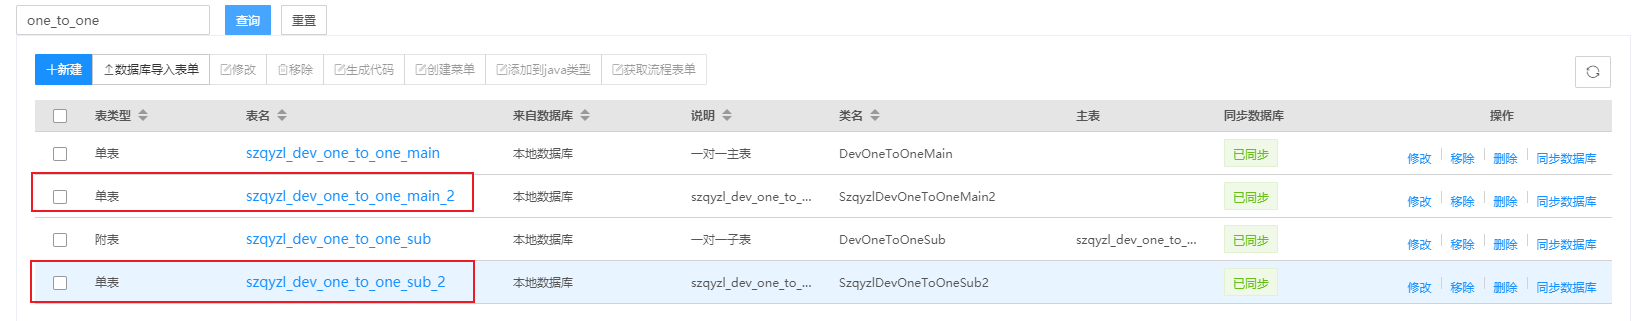 one_to_one 查询 重置
新建 数据库导入表单 修改 移除 生成代码 创建菜单 添加到java类型 获取流程表单
表类型 表名 来自数据库 说明 类名 主表 同步数据库 操作
单表 szqyzl_dev_one_to_one_main 本地数据库 一对一主表 DevOneToOneMain 已同步 修改 移除 删除 同步数据库
单表 szqyzl_dev_one_to_one_main_2 本地数据库 szqyzl_dev_one_to_... SzqyzlDevOneToOneMain2 已同步 修改 移除 删除 同步数据库
附表 szqyzl_dev_one_to_one_sub 本地数据库 一对一子表 DevOneToOneSub szqyzl_dev_one_to_... 已同步 修改 移除 删除 同步数据库
单表 szqyzl_dev_one_to_one_sub_2 本地数据库 szqyzl_dev_one_to_... SzqyzlDevOneToOneSub2 已同步 修改 移除 删除 同步数据库